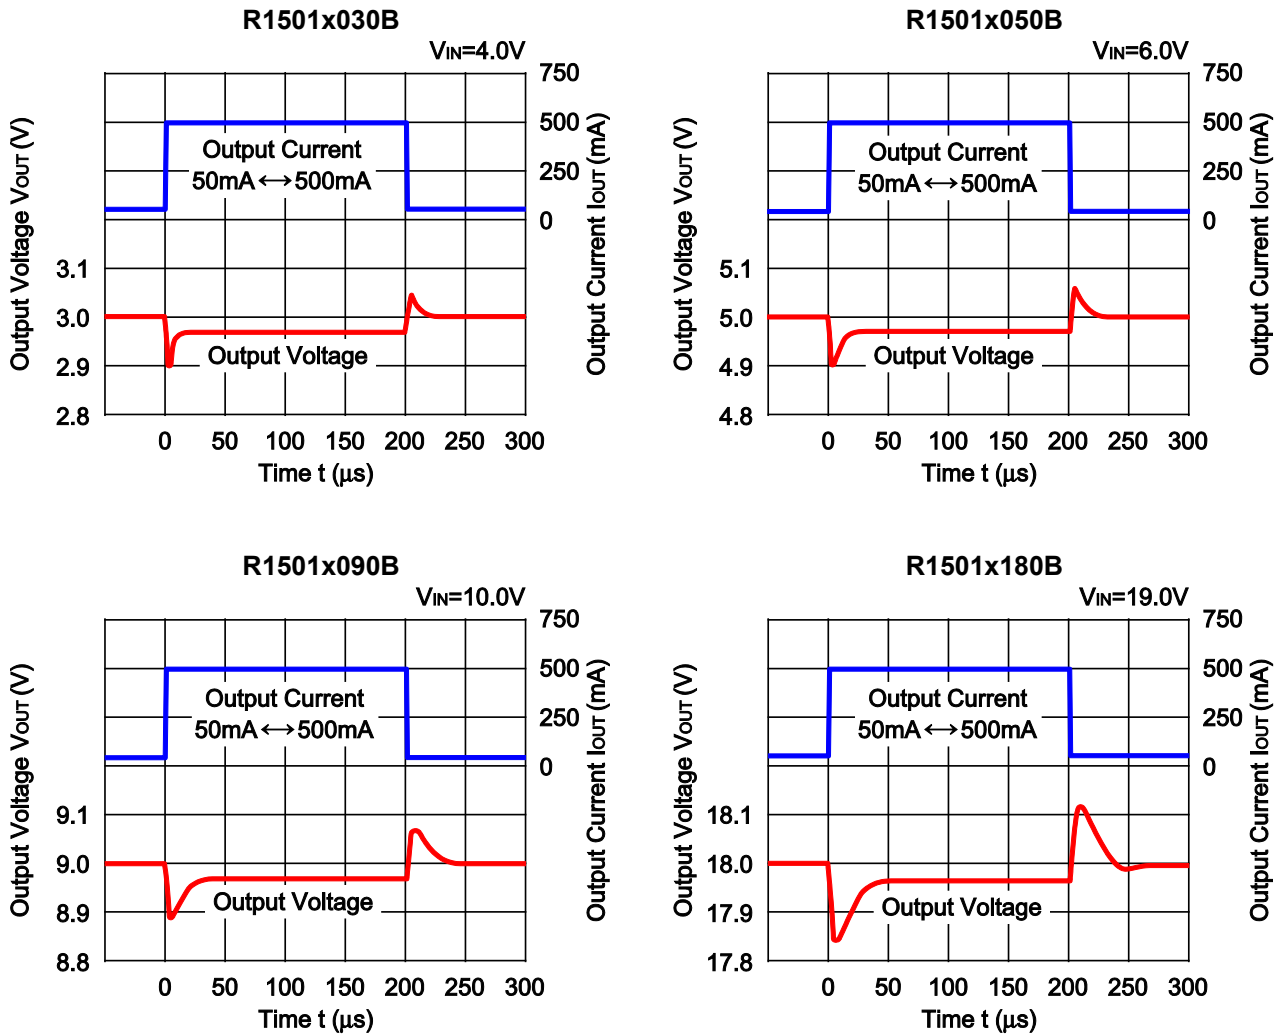 R1501x030B
VIN=4.0V
Output Voltage VOUT (V)
3.1
3.0
2.9
2.8
Output Current
50mA ↔ 500mA
Output Voltage
750
500
250
0
Output Current IOUT (mA)
0 50 100 150 200 250 300
Time t (μs)
R1501x050B
VIN=6.0V
Output Voltage VOUT (V)
5.1
5.0
4.9
4.8
Output Current
50mA ↔ 500mA
Output Voltage
750
500
250
0
Output Current IOUT (mA)
0 50 100 150 200 250 300
Time t (μs)
R1501x090B
VIN=10.0V
Output Voltage VOUT (V)
9.1
9.0
8.9
8.8
Output Current
50mA ↔ 500mA
Output Voltage
750
500
250
0
Output Current IOUT (mA)
0 50 100 150 200 250 300
Time t (μs)
R1501x180B
VIN=19.0V
Output Voltage VOUT (V)
18.1
18.0
17.9
17.8
Output Current
50mA ↔ 500mA
Output Voltage
750
500
250
0
Output Current IOUT (mA)
0 50 100 150 200 250 300
Time t (μs)